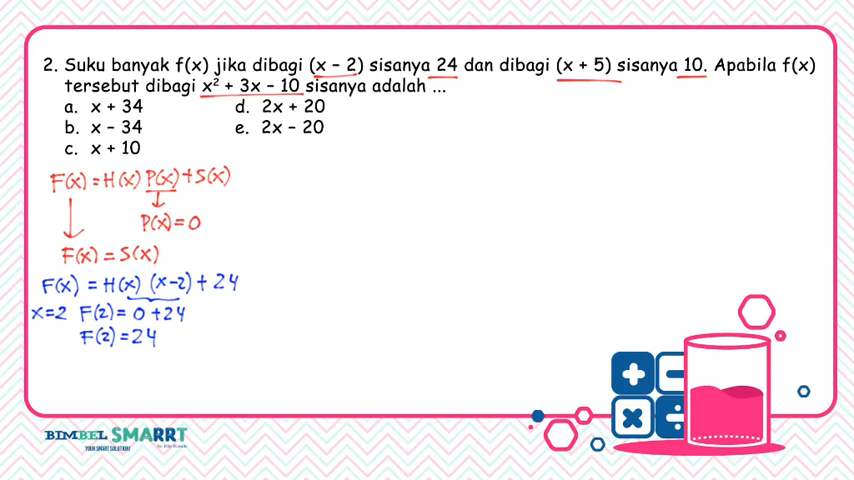 2. Suku banyak f(x) jika dibagi (x – 2) sisanya 24 dan dibagi (x + 5) sisanya 10. Apabila f(x)
tersebut dibagi x² + 3x – 10 sisanya adalah ...
a. x + 34
d. 2x + 20
b. x – 34
e. 2x – 20
c. x + 10
F(x) = H(x) P(x) + S(x)
P(x) = 0
F(x) = S(x)
F(x) = H(x) (x-2) + 24
x=2 F(2) = 0 + 24
F(2) = 24
BIMBEL SMARRT
YOUR SMART SOLUTION!